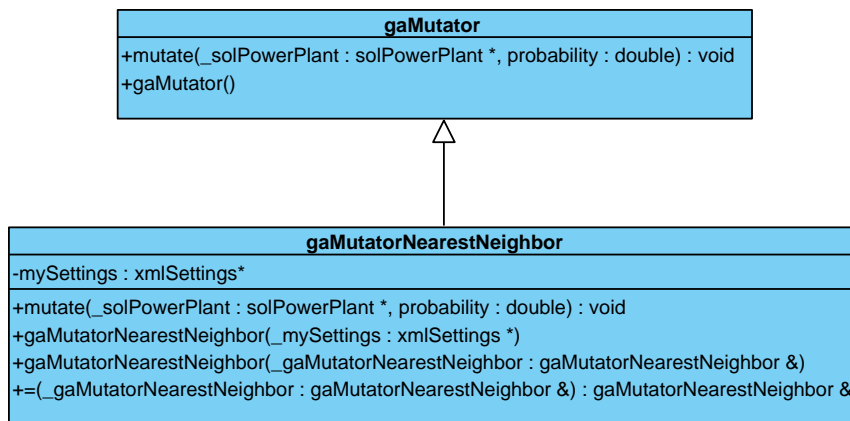 gaMutator
+mutate(_solPowerPlant : solPowerPlant *, probability : double) : void
+gaMutator()
gaMutatorNearestNeighbor
-mySettings : xmlSettings*
+mutate(_solPowerPlant : solPowerPlant *, probability : double) : void
+gaMutatorNearestNeighbor(_mySettings : xmlSettings *)
+gaMutatorNearestNeighbor(_gaMutatorNearestNeighbor : gaMutatorNearestNeighbor &)
+=(_gaMutatorNearestNeighbor : gaMutatorNearestNeighbor &) : gaMutatorNearestNeighbor &